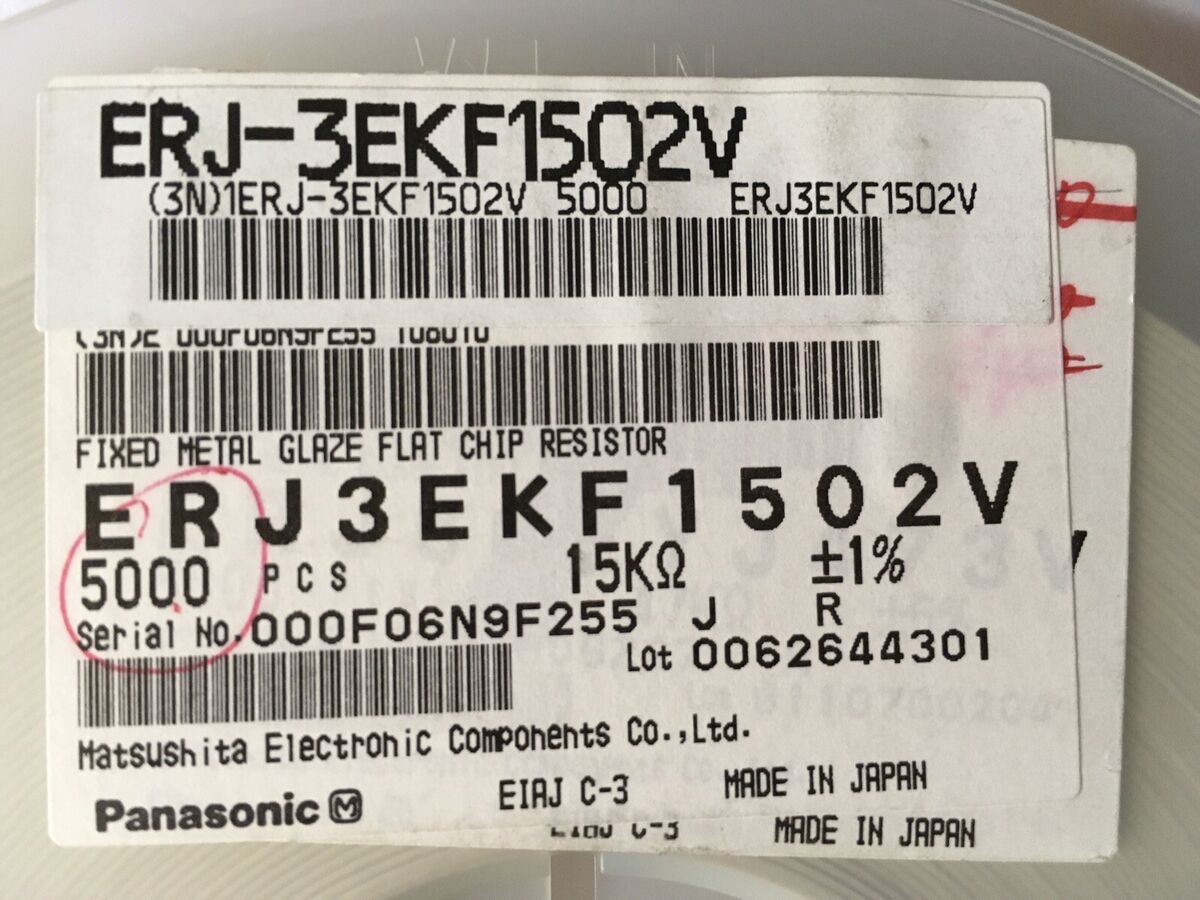 ERJ-3EKF1502V
(3N)1ERJ-3EKF1502V 5000 ERJ3EKF1502V
(3N)2 000F06N9F255 106010
FIXED METAL GLAZE FLAT CHIP RESISTOR
ERJ3EKF1502V
5000 PCS 15KΩ ±1%
Serial No.000F06N9F255 J R
Lot 0062644301
Matsushita Electronic Components Co.,Ltd.
Panasonic M EIAJ C-3 MADE IN JAPAN
EIAJ C-3 MADE IN JAPAN